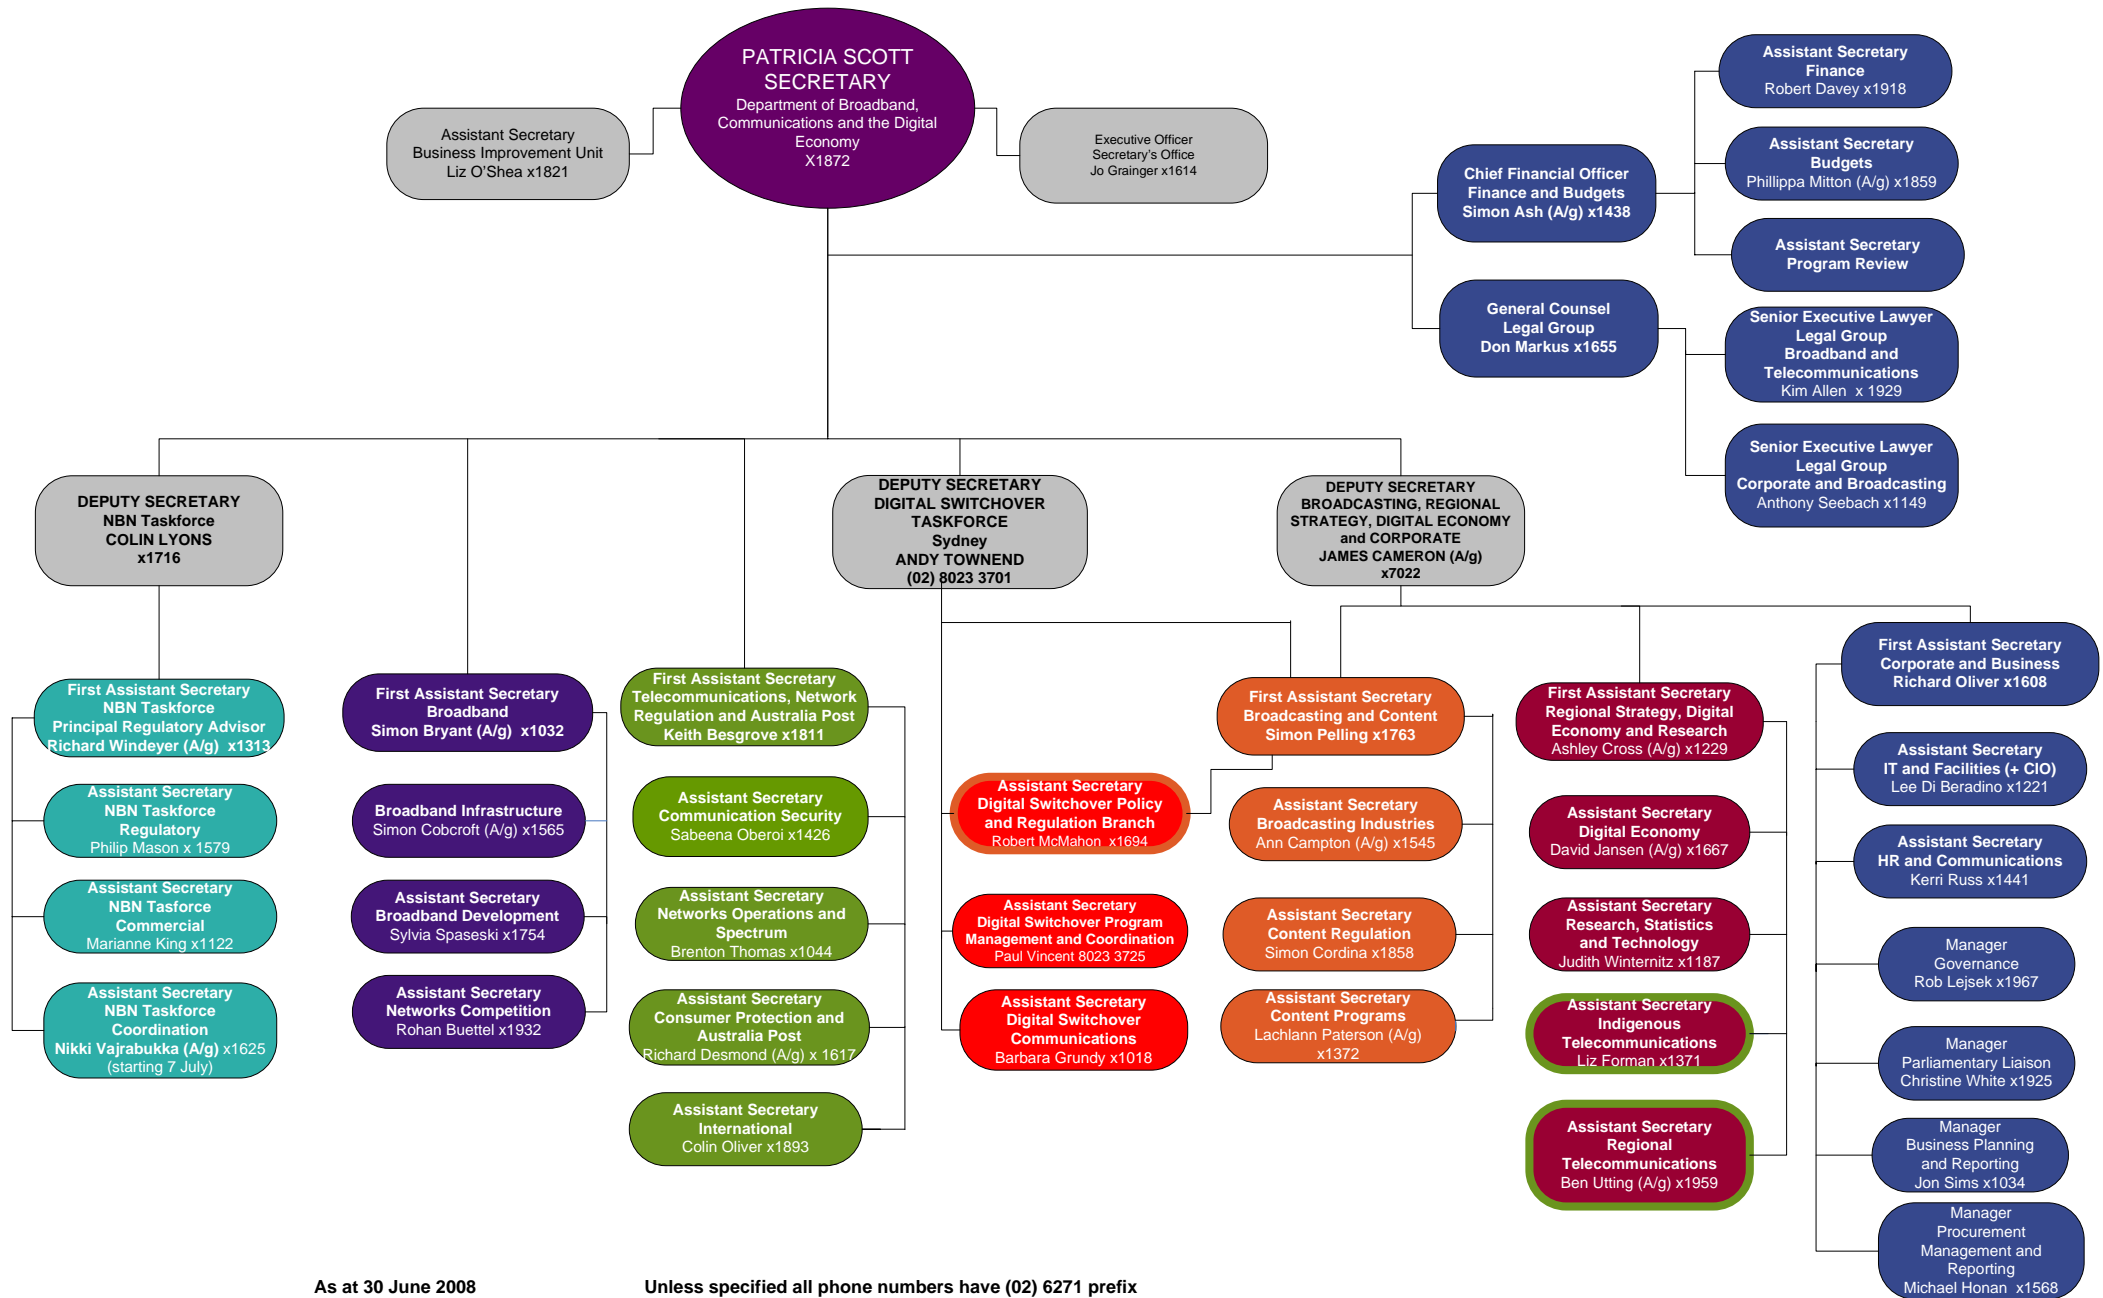 PATRICIA SCOTT
SECRETARY
Department of Broadband,
Communications and the Digital
Economy
X1872
Assistant Secretary
Business Improvement Unit
Liz O'Shea x1821
Executive Officer
Secretary's Office
Jo Grainger x1614
Chief Financial Officer
Finance and Budgets
Simon Ash (A/g) x1438
Assistant Secretary
Finance
Robert Davey x1918
Assistant Secretary
Budgets
Phillippa Mitton (A/g) x1859
Assistant Secretary
Program Review
General Counsel
Legal Group
Don Markus x1655
Senior Executive Lawyer
Legal Group
Broadband and
Telecommunications
Kim Allen  x 1929
Senior Executive Lawyer
Legal Group
Corporate and Broadcasting
Anthony Seebach x1149
DEPUTY SECRETARY
NBN Taskforce
COLIN LYONS
x1716
DEPUTY SECRETARY
DIGITAL SWITCHOVER
TASKFORCE
Sydney
ANDY TOWNEND
(02) 8023 3701
DEPUTY SECRETARY
BROADCASTING, REGIONAL
STRATEGY, DIGITAL ECONOMY
and CORPORATE
JAMES CAMERON (A/g)
x7022
First Assistant Secretary
NBN Taskforce
Principal Regulatory Advisor
Richard Windeyer (A/g)  x1313
Assistant Secretary
NBN Taskforce
Regulatory
Philip Mason x 1579
Assistant Secretary
NBN Tasforce
Commercial
Marianne King x1122
Assistant Secretary
NBN Taskforce
Coordination
Nikki Vajrabukka (A/g) x1625
(starting 7 July)
First Assistant Secretary
Broadband
Simon Bryant (A/g)  x1032
Broadband Infrastructure
Simon Cobcroft (A/g) x1565
Assistant Secretary
Broadband Development
Sylvia Spaseski x1754
Assistant Secretary
Networks Competition
Rohan Buettel x1932
First Assistant Secretary
Telecommunications, Network
Regulation and Australia Post
Keith Besgrove x1811
Assistant Secretary
Communication Security
Sabeena Oberoi x1426
Assistant Secretary
Networks Operations and
Spectrum
Brenton Thomas x1044
Assistant Secretary
Consumer Protection and
Australia Post
Richard Desmond (A/g) x 1617
Assistant Secretary
International
Colin Oliver x1893
Assistant Secretary
Digital Switchover Policy
and Regulation Branch
Robert McMahon  x1694
Assistant Secretary
Digital Switchover Program
Management and Coordination
Paul Vincent 8023 3725
Assistant Secretary
Digital Switchover
Communications
Barbara Grundy x1018
First Assistant Secretary
Broadcasting and Content
Simon Pelling x1763
Assistant Secretary
Broadcasting Industries
Ann Campton (A/g) x1545
Assistant Secretary
Content Regulation
Simon Cordina x1858
Assistant Secretary
Content Programs
Lachlann Paterson (A/g)
x1372
First Assistant Secretary
Regional Strategy, Digital
Economy and Research
Ashley Cross (A/g) x1229
Assistant Secretary
Digital Economy
David Jansen (A/g) x1667
Assistant Secretary
Research, Statistics
and Technology
Judith Winternitz x1187
Assistant Secretary
Indigenous
Telecommunications
Liz Forman x1371
Assistant Secretary
Regional
Telecommunications
Ben Utting (A/g) x1959
First Assistant Secretary
Corporate and Business
Richard Oliver x1608
Assistant Secretary
IT and Facilities (+ CIO)
Lee Di Beradino x1221
Assistant Secretary
HR and Communications
Kerri Russ x1441
Manager
Governance
Rob Lejsek x1967
Manager
Parliamentary Liaison
Christine White x1925
Manager
Business Planning
and Reporting
Jon Sims x1034
Manager
Procurement
Management and
Reporting
Michael Honan  x1568
As at 30 June 2008
Unless specified all phone numbers have (02) 6271 prefix